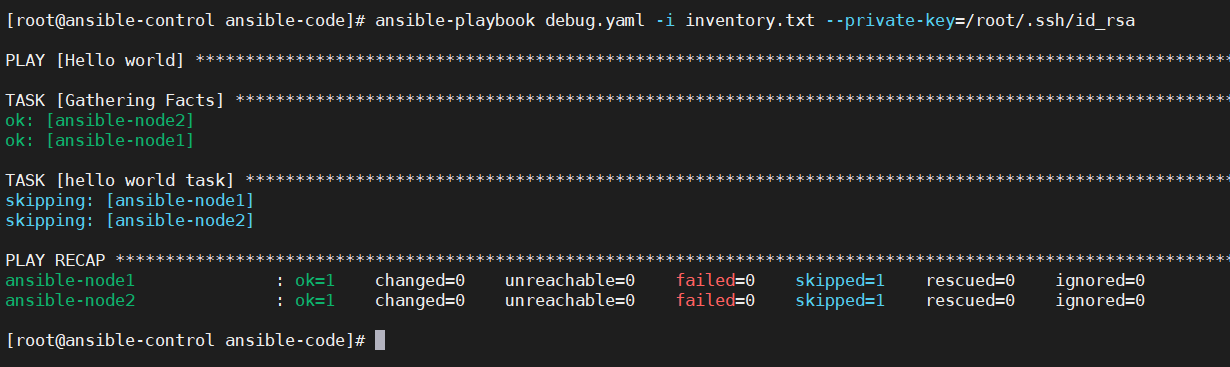 [root@ansible-control ansible-code]# ansible-playbook debug.yaml -i inventory.txt --private-key=/root/.ssh/id_rsa
PLAY [Hello world] *******************************************************************************************************
TASK [Gathering Facts] ***************************************************************************************************
ok: [ansible-node2]
ok: [ansible-node1]
TASK [hello world task] **************************************************************************************************
skipping: [ansible-node1]
skipping: [ansible-node2]
PLAY RECAP ***************************************************************************************************************
ansible-node1 : ok=1 changed=0 unreachable=0 failed=0 skipped=1 rescued=0 ignored=0
ansible-node2 : ok=1 changed=0 unreachable=0 failed=0 skipped=1 rescued=0 ignored=0
[root@ansible-control ansible-code]#